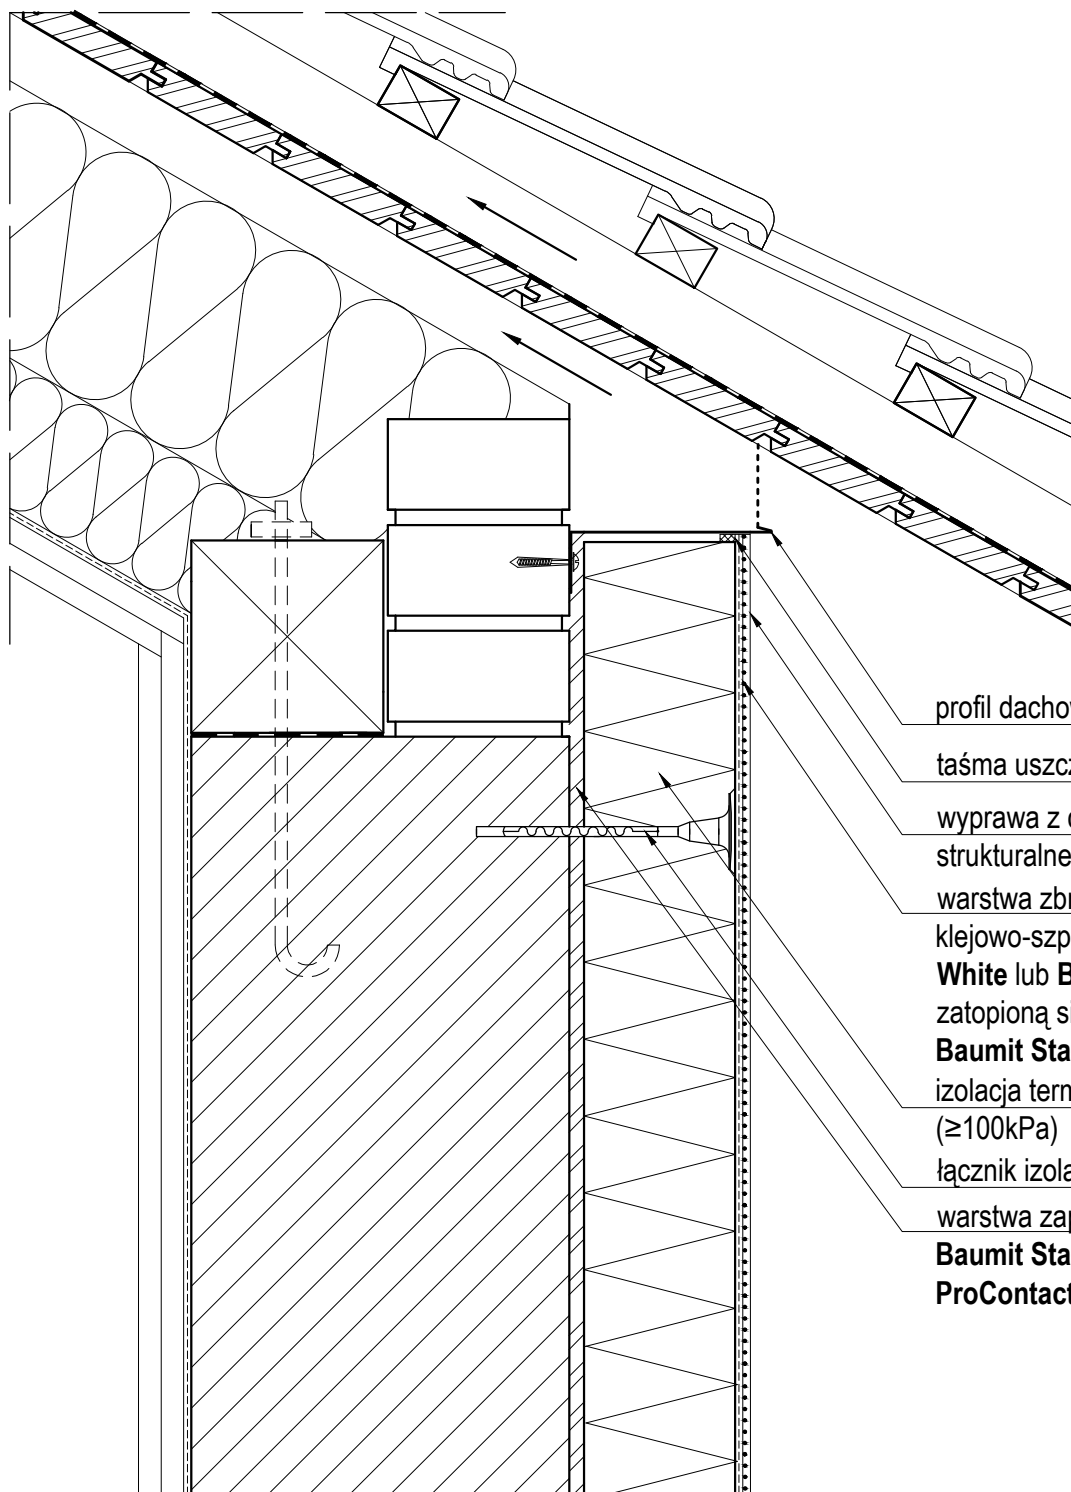 profil dachow
taśma uszcz
wyprawa z
strukturalne
warstwa zbr
klejowo-szp
White lub B
zatopioną si
Baumit Sta
izolacja term
(≥100kPa)
łącznik izola
warstwa zap
Baumit Sta
ProContact